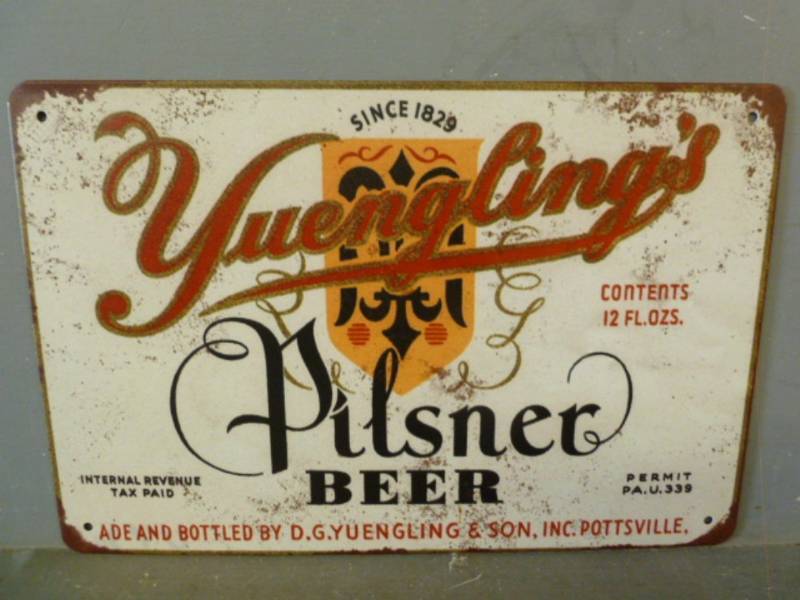 SINCE 1829
Yuengling's
CONTENTS
12 FL.OZS.
Pilsner
BEER
INTERNAL REVENUE
TAX PAID
PERMIT
PA.U.339
ADE AND BOTTLED BY D.G.YUENGLING & SON, INC. POTTSVILLE,